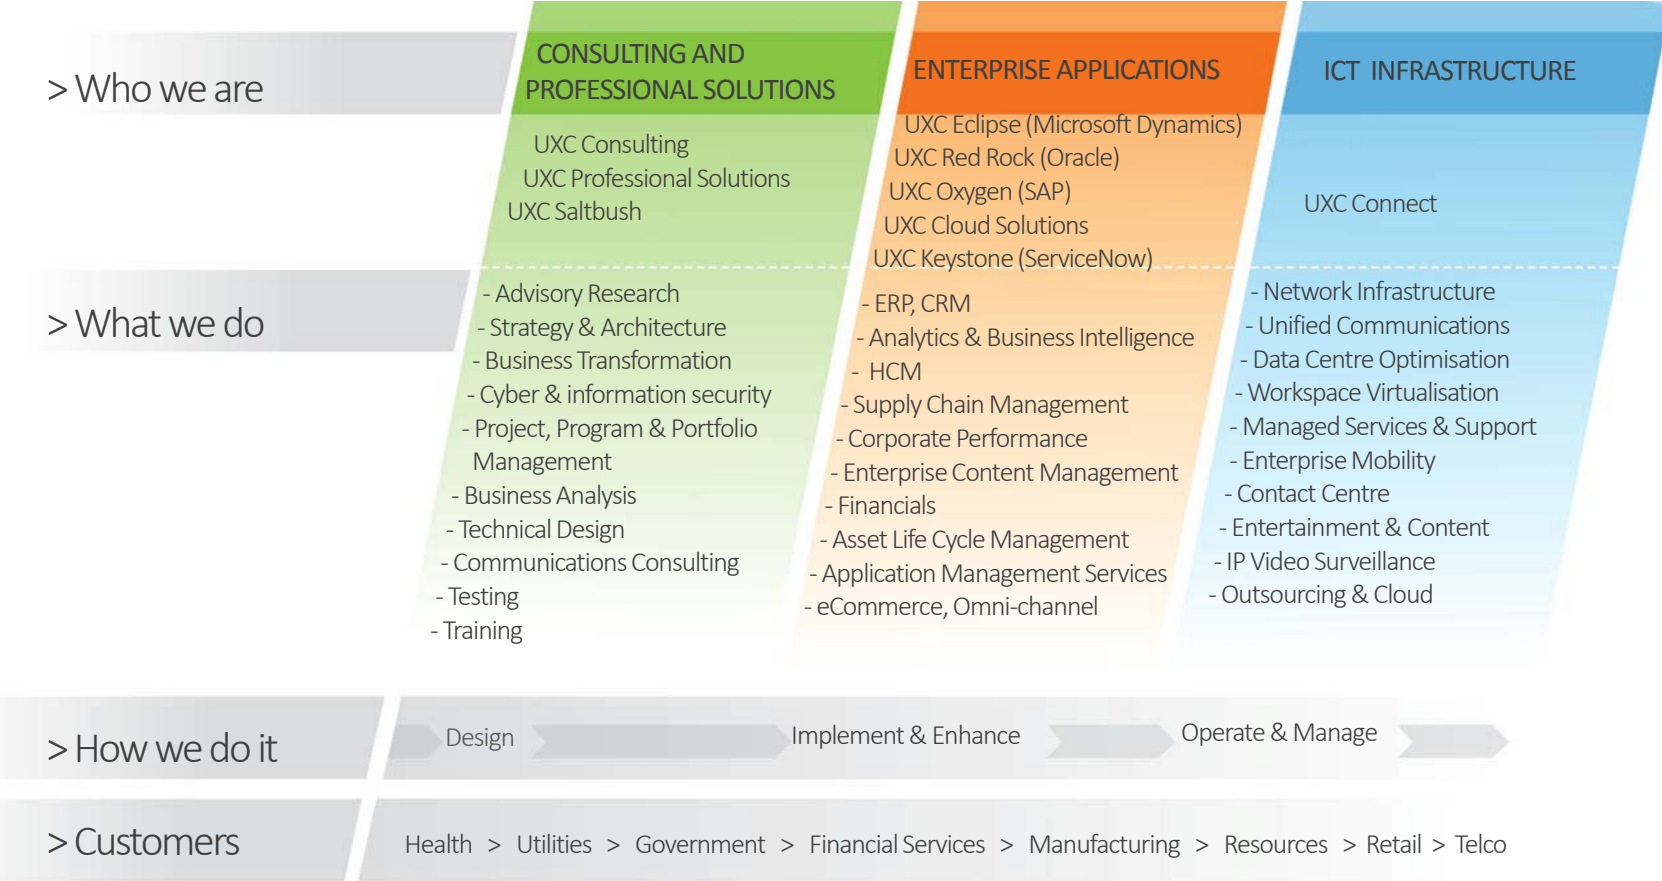 > Who we are
CONSULTING AND
PROFESSIONAL SOLUTIONS
ENTERPRISE APPLICATIONS
ICT INFRASTRUCTURE
UXC Consulting
UXC Professional Solutions
UXC Saltbush
UXC Eclipse (Microsoft Dynamics)
UXC Red Rock (Oracle)
UXC Oxygen (SAP)
UXC Cloud Solutions
UXC Keystone (ServiceNow)
UXC Connect
> What we do
- Advisory Research
- Strategy & Architecture
- Business Transformation
- Cyber & information security
- Project, Program & Portfolio
Management
- Business Analysis
- Technical Design
- Communications Consulting
- Testing
- Training
- ERP, CRM
- Analytics & Business Intelligence
- HCM
- Supply Chain Management
- Corporate Performance
- Enterprise Content Management
- Financials
- Asset Life Cycle Management
- Application Management Services
- eCommerce, Omni-channel
- Network Infrastructure
- Unified Communications
- Data Centre Optimisation
- Workspace Virtualisation
- Managed Services & Support
- Enterprise Mobility
- Contact Centre
- Entertainment & Content
- IP Video Surveillance
- Outsourcing & Cloud
> How we do it
Design
Implement & Enhance
Operate & Manage
> Customers
Health > Utilities > Government > Financial Services > Manufacturing > Resources > Retail > Telco